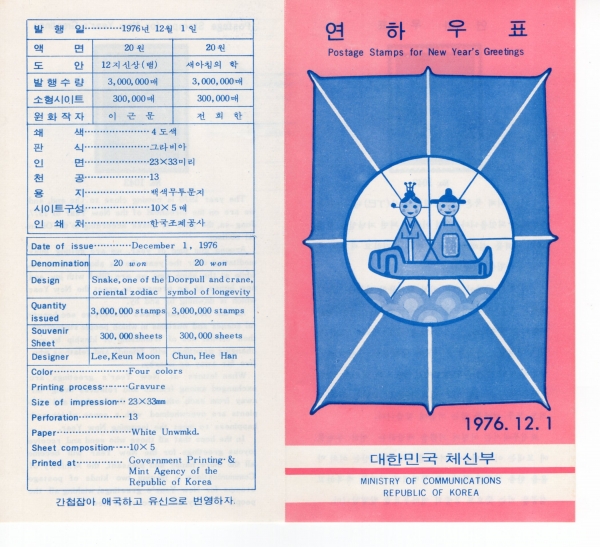 발 행 일············1976년 12월 1일
액 면 20원 20원
도 안 12지신상(뱀) 새아침의 학
발 행 수 량 3,000,000매 3,000,000매
소형시이트 300,000매 300,000매
원 화 작 자 이 근 문 전 희 한
쇄 색··················4도색
판 식··················그라비아
인 면··················23×33미리
천 공··················13
용 지··················백색무투문지
시이트구성··················10×5매
인 쇄 처··················한국조폐공사
Date of issue············December 1, 1976
Denomination 20 won 20 won
Design Snake, one of the oriental zodiac Doorpull and crane, symbol of longevity
Quantity issued 3,000,000 stamps 3,000,000 stamps
Souvenir Sheet 300,000 sheets 300,000 sheets
Designer Lee, Keun Moon Chun, Hee Han
Color··················Four colors
Printing process·········Gravure
Size of impression···23×33mm
Perforation···············13
Paper··················White Unwmkd.
Sheet composition·····10×5
Printed at···············Government Printing &
Mint Agency of the
Republic of Korea
간첩잡아 애국하고 유신으로 번영하자.
연 하 우 표
Postage Stamps for New Year's Greetings
1976. 12. 1
대한민국 체신부
MINISTRY OF COMMUNICATIONS
REPUBLIC OF KOREA